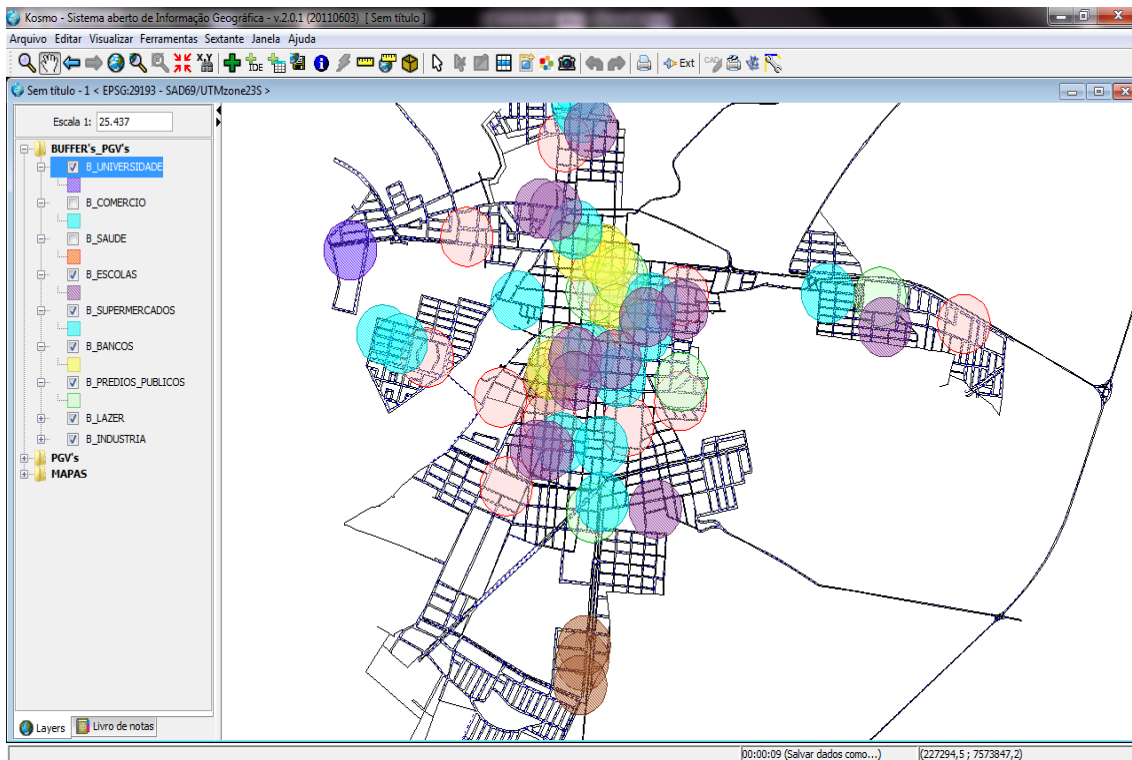 Kosmo - Sistema aberto de Informação Geográfica - v.2.0.1 (20110603) [ Sem título ]
Arquivo Editar Visualizar Ferramentas Sextante Janela Ajuda
X,Y IDE Ext CAD
Sem título - 1 < EPSG:29193 - SAD69/UTMzone23S >
Escala 1: 25.437
BUFFER's_PGV's
B_UNIVERSIDADE
B_COMERCIO
B_SAUDE
B_ESCOLAS
B_SUPERMERCADOS
B_BANCOS
B_PREDIOS_PUBLICOS
B_LAZER
B_INDUSTRIA
PGV's
MAPAS
Layers Livro de notas
00:00:09 (Salvar dados como...) (227294,5 ; 7573847,2)